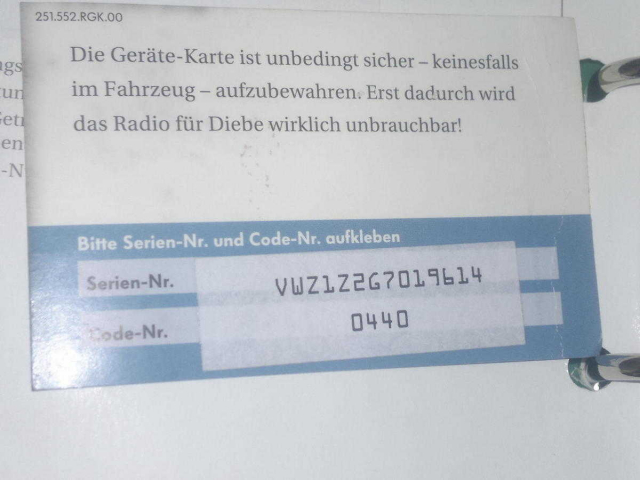 251.552.RGK.00
Die Geräte-Karte ist unbedingt sicher – keinesfalls
im Fahrzeug – aufzubewahren. Erst dadurch wird
das Radio für Diebe wirklich unbrauchbar!
Bitte Serien-Nr. und Code-Nr. aufkleben
Serien-Nr. VWZ1Z2G7019614
Code-Nr. 0440